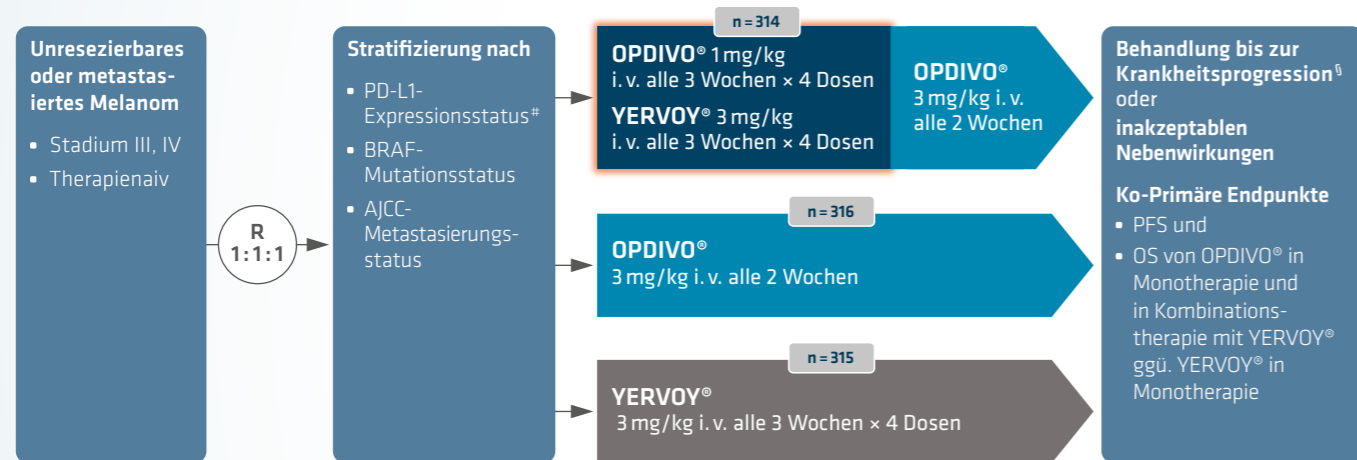 Unresezierbares
oder metastas-
iertes Melanom
▪ Stadium III, IV
▪ Therapienaiv
R
1:1:1
Stratifizierung nach
▪ PD-L1-
Expressionsstatus#
▪ BRAF-
Mutationsstatus
▪ AJCC-
Metastasierungs-
status
n = 314
OPDIVO® 1 mg/kg
i. v. alle 3 Wochen × 4 Dosen
YERVOY® 3 mg/kg
i. v. alle 3 Wochen × 4 Dosen
OPDIVO®
3 mg/kg i. v.
alle 2 Wochen
n = 316
OPDIVO®
3 mg/kg i. v. alle 2 Wochen
n = 315
YERVOY®
3 mg/kg i. v. alle 3 Wochen × 4 Dosen
Behandlung bis zur
Krankheitsprogression§
oder
inakzeptablen
Nebenwirkungen
Ko-Primäre Endpunkte
▪ PFS und
▪ OS von OPDIVO® in
Monotherapie und
in Kombinations-
therapie mit YERVOY®
ggü. YERVOY® in
Monotherapie